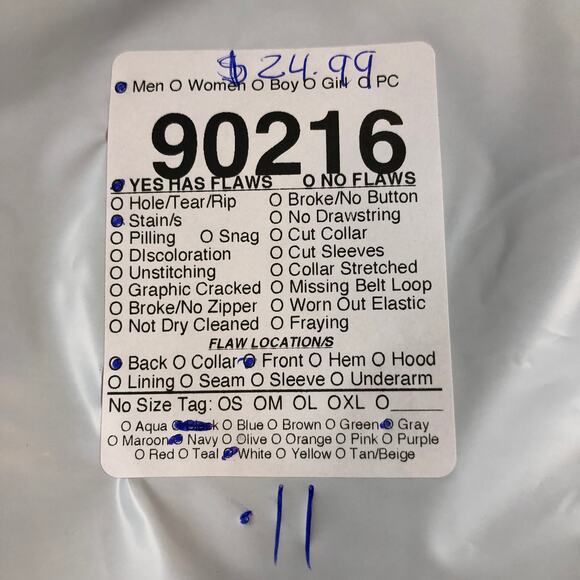 $24.99
Men O Women O Boy O Girl O PC
90216
YES HAS FLAWS O NO FLAWS
O Hole/Tear/Rip O Broke/No Button
Stain/s O No Drawstring
O Pilling O Snag O Cut Collar
O DIscoloration O Cut Sleeves
O Unstitching O Collar Stretched
O Graphic Cracked O Missing Belt Loop
O Broke/No Zipper O Worn Out Elastic
O Not Dry Cleaned O Fraying
FLAW LOCATION/S
Back O Collar O Front O Hem O Hood
O Lining O Seam O Sleeve O Underarm
No Size Tag: OS OM OL OXL O______
O Aqua O Black O Blue O Brown O Green O Gray
O Maroon O Navy O Olive O Orange O Pink O Purple
O Red O Teal O White O Yellow O Tan/Beige
.11